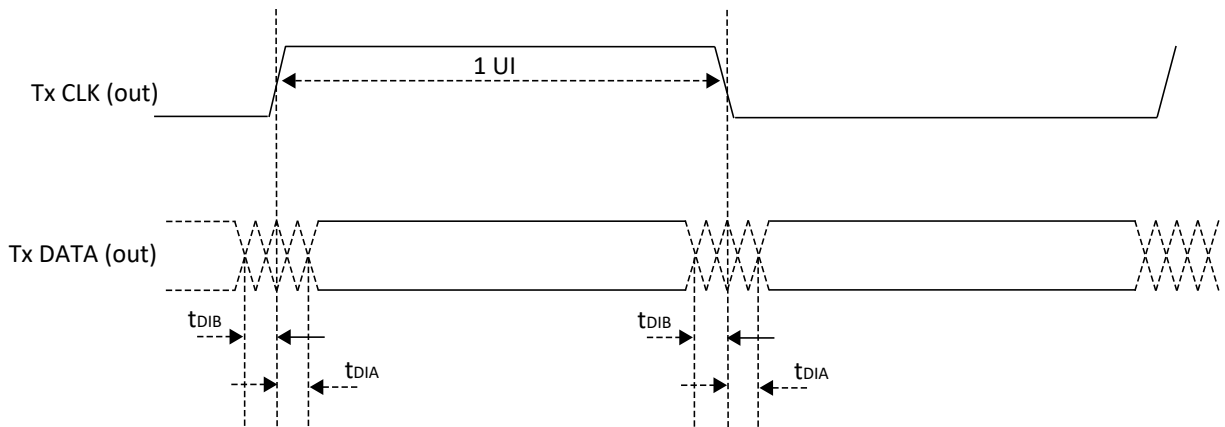 1 UI
Tx CLK (out)
Tx DATA (out)
tDIB
tDIB
tDIA
tDIA